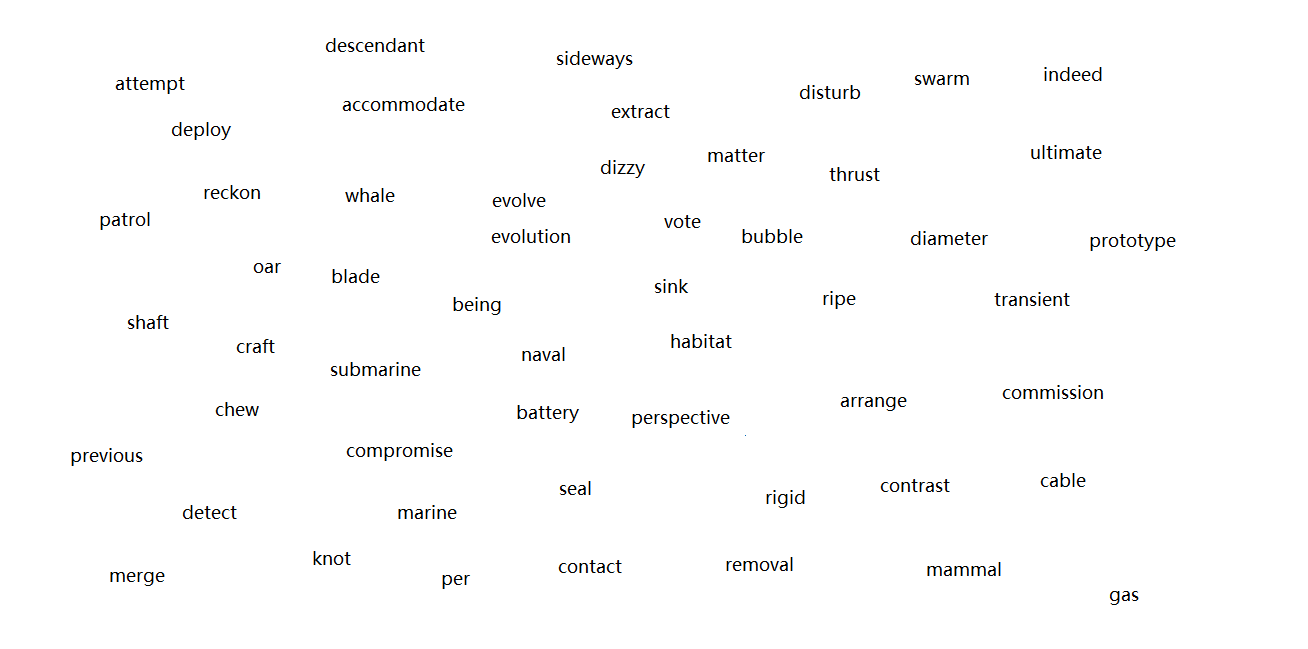 descendant
sideways
attempt
accommodate
extract
disturb
swarm
indeed
deploy
dizzy
matter
thrust
ultimate
reckon
whale
evolve
patrol
vote
evolution
bubble
diameter
prototype
oar
blade
sink
being
ripe
transient
shaft
craft
naval
habitat
submarine
chew
battery
perspective
arrange
commission
previous
compromise
seal
rigid
contrast
cable
detect
marine
knot
merge
per
contact
removal
mammal
gas